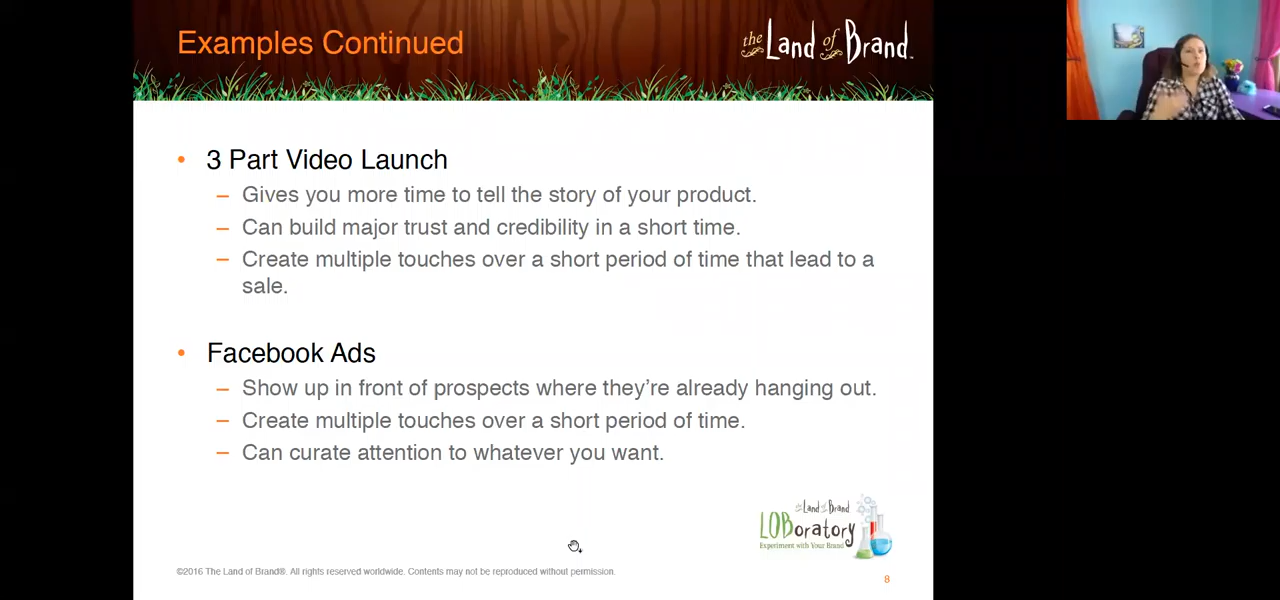 Examples Continued
the Land of Brand™
• 3 Part Video Launch
– Gives you more time to tell the story of your product.
– Can build major trust and credibility in a short time.
– Create multiple touches over a short period of time that lead to a
sale.
• Facebook Ads
– Show up in front of prospects where they’re already hanging out.
– Create multiple touches over a short period of time.
– Can curate attention to whatever you want.
the Land of Brand
LOBoratory
Experiment with Your Brand
©2016 The Land of Brand®. All rights reserved worldwide. Contents may not be reproduced without permission.
8